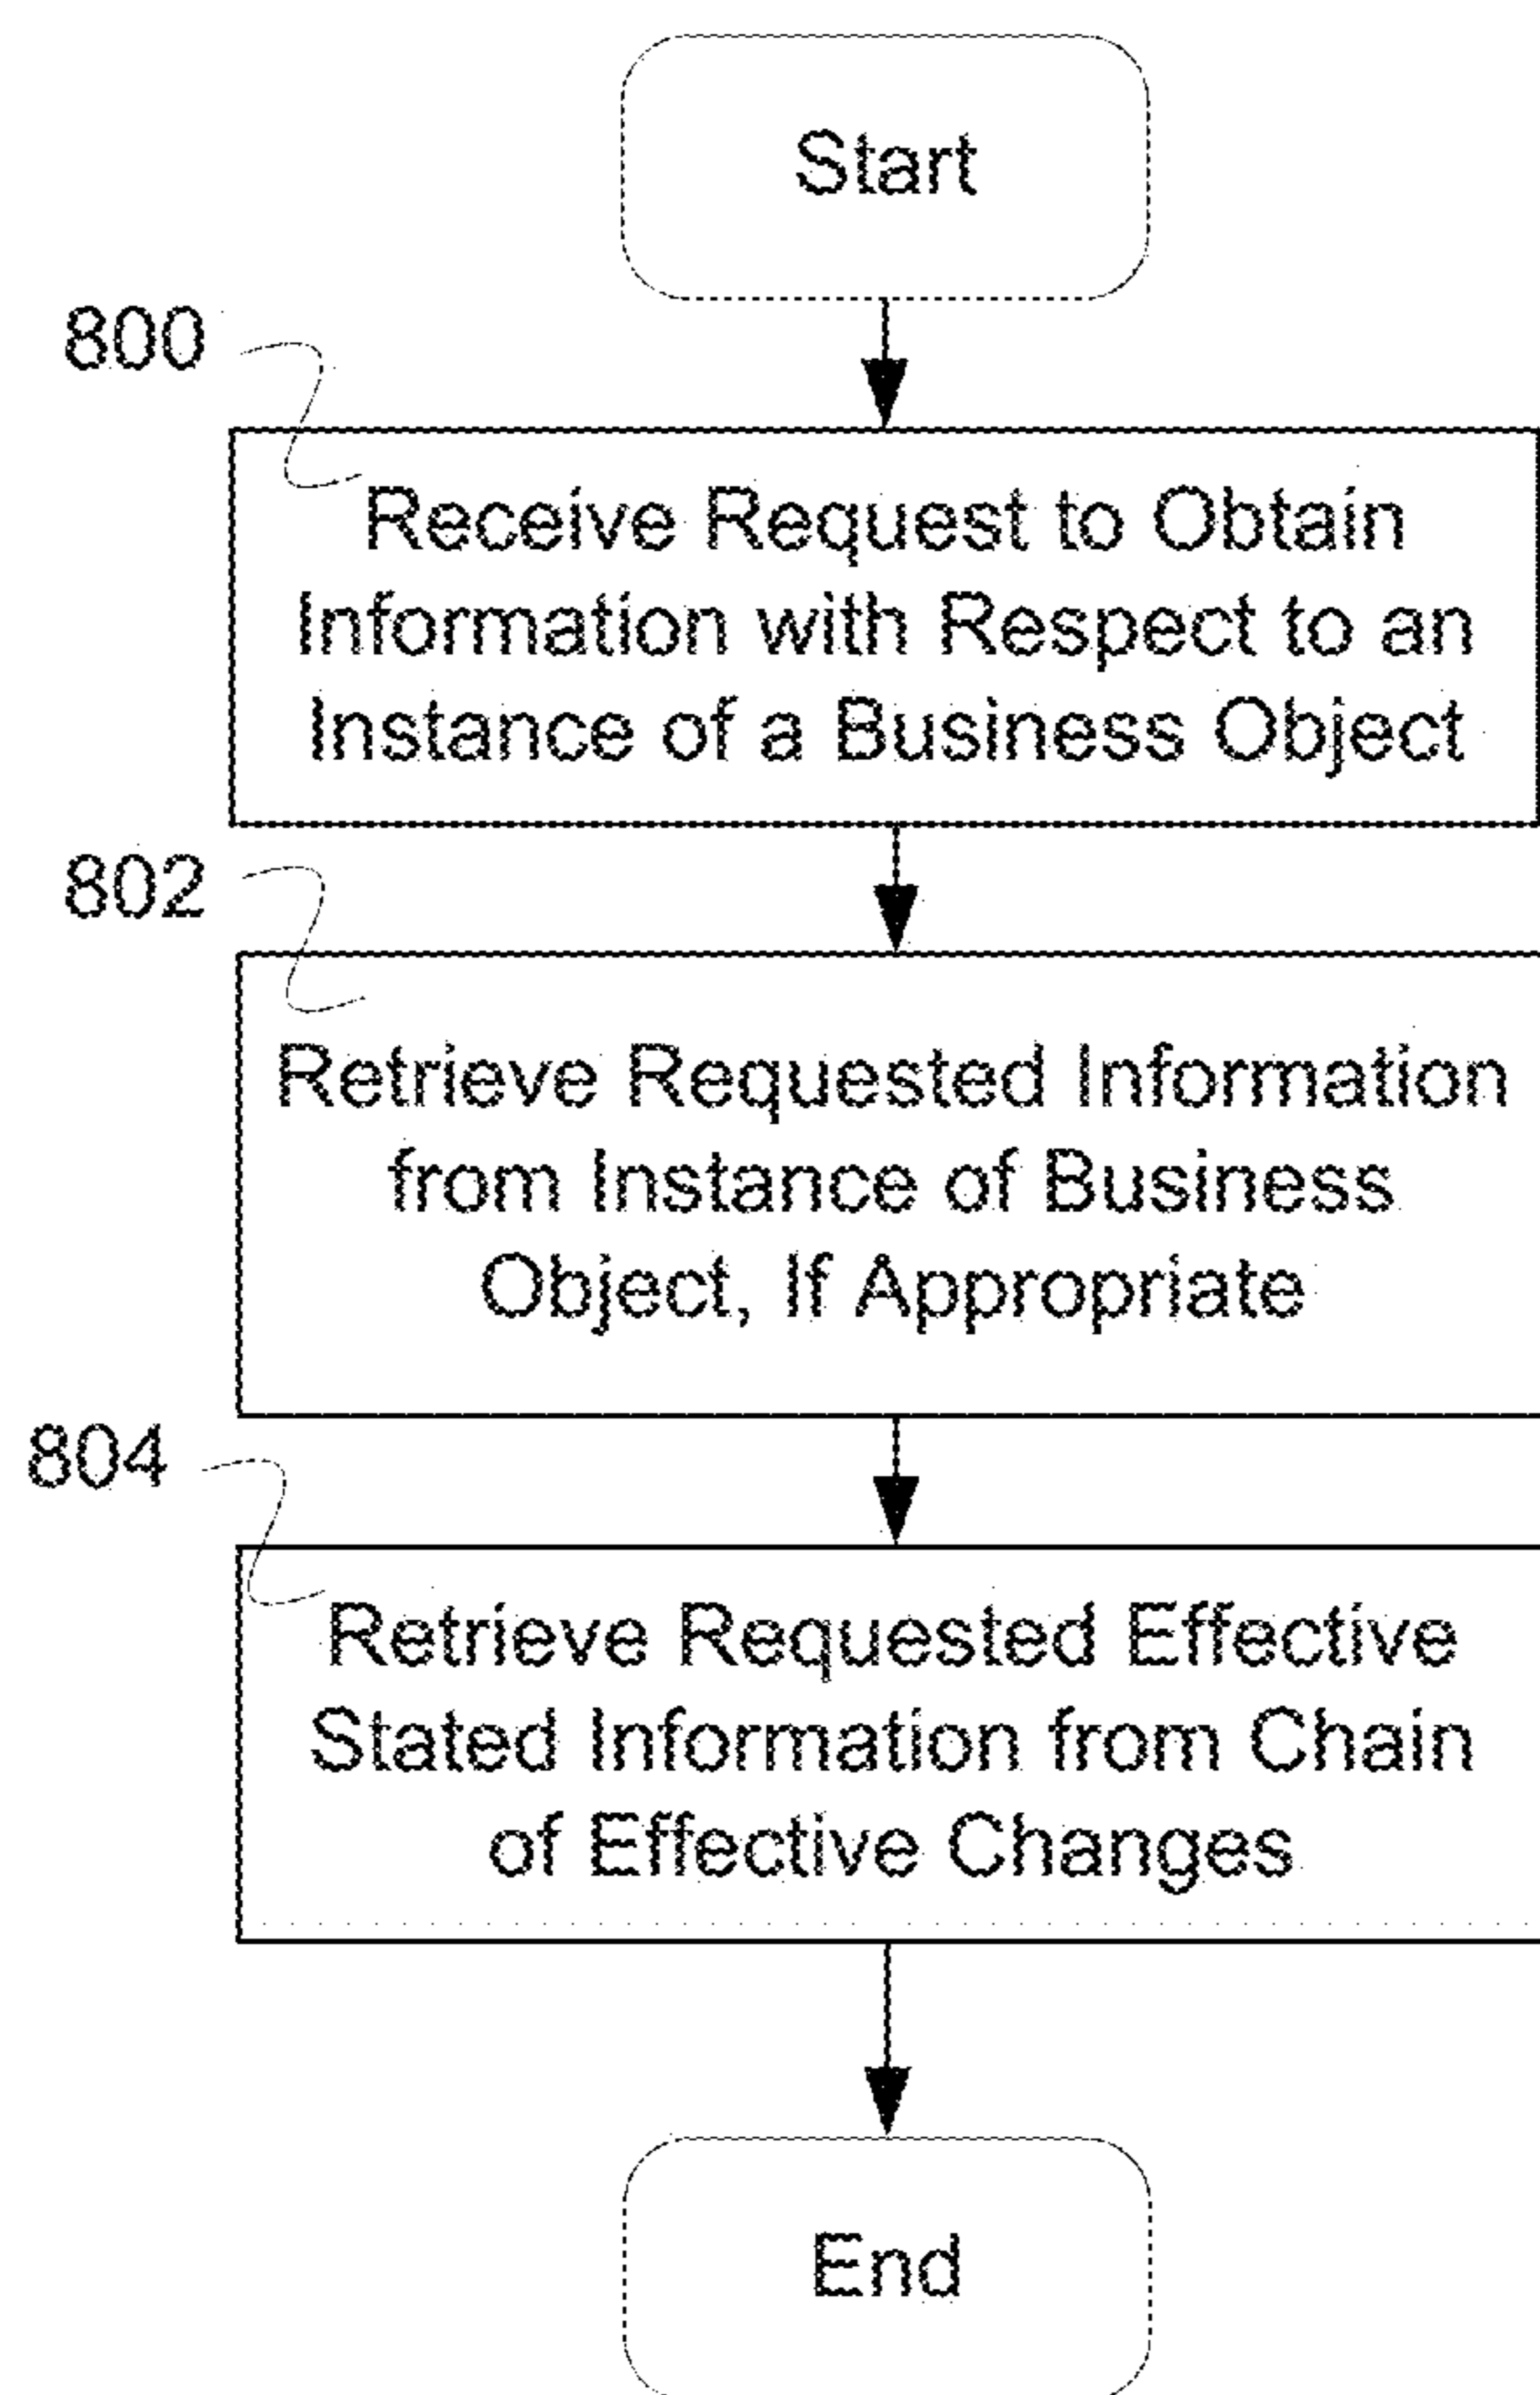 Start
800
Receive Request to Obtain
Information with Respect to an
Instance of a Business Object
802
Retrieve Requested Information
from Instance of Business
Object, If Appropriate
804
Retrieve Requested Effective
Stated Information from Chain
of Effective Changes
End